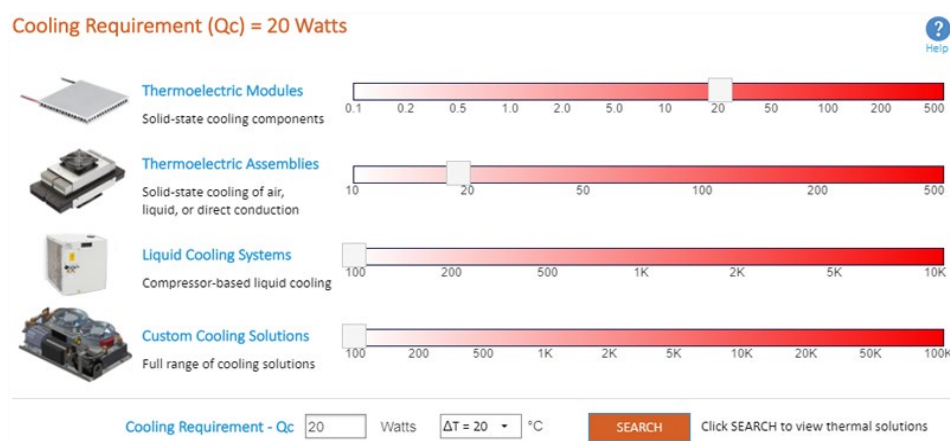 Cooling Requirement (Qc) = 20 Watts
?
Help
Thermoelectric Modules
Solid-state cooling components
0.1 0.2 0.5 1.0 2.0 5.0 10 20 50 100 200 500
Thermoelectric Assemblies
Solid-state cooling of air,
liquid, or direct conduction
10 20 50 100 200 500
Liquid Cooling Systems
Compressor-based liquid cooling
100 200 500 1K 2K 5K 10K
Custom Cooling Solutions
Full range of cooling solutions
100 200 500 1K 2K 5K 10K 20K 50K 100K
Cooling Requirement - Qc 20 Watts ΔT = 20 °C SEARCH Click SEARCH to view thermal solutions